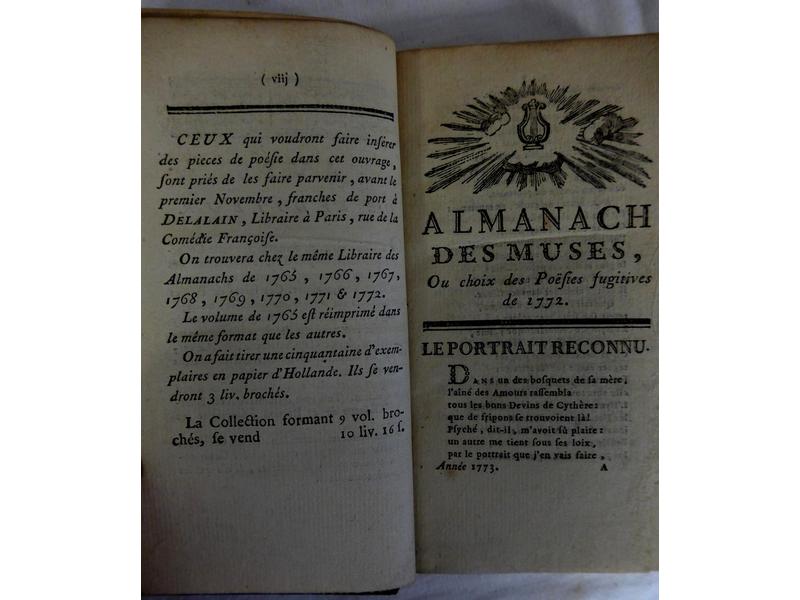 ( viij )
CEUX qui voudront faire inſérer
des pieces de poéſie dans cet ouvrage,
ſont priés de les faire parvenir, avant le
premier Novembre, franches de port à
DELALAIN, Libraire à Paris, rue de la
Comédie Françoiſe.
On trouvera chez le même Libraire des
Almanachs de 1765, 1766, 1767,
1768, 1769, 1770, 1771 & 1772.
Le volume de 1765 eſt réimprimé dans
le même format que les autres.
On a fait tirer une cinquantaine d'exem-
plaires en papier d'Hollande. Ils ſe ven-
dront 3 liv. brochés.
La Collection formant 9 vol. bro-
chés, ſe vend 10 liv. 16 ſ.
ALMANACH
DES MUSES,
Ou choix des Poëſies fugitives
de 1772.
LE PORTRAIT RECONNU.
DANS un des boſquets de ſa mère,
l'aîné des Amours raſſembla
tous les bons Devins de Cythère:
que de fripons ſe trouvoient là!
Pſyché, dit-il, m'avoit ſû plaire:
un autre me tient ſous ſes loix,
par le portrait que j'en vais faire,
Année 1773. A